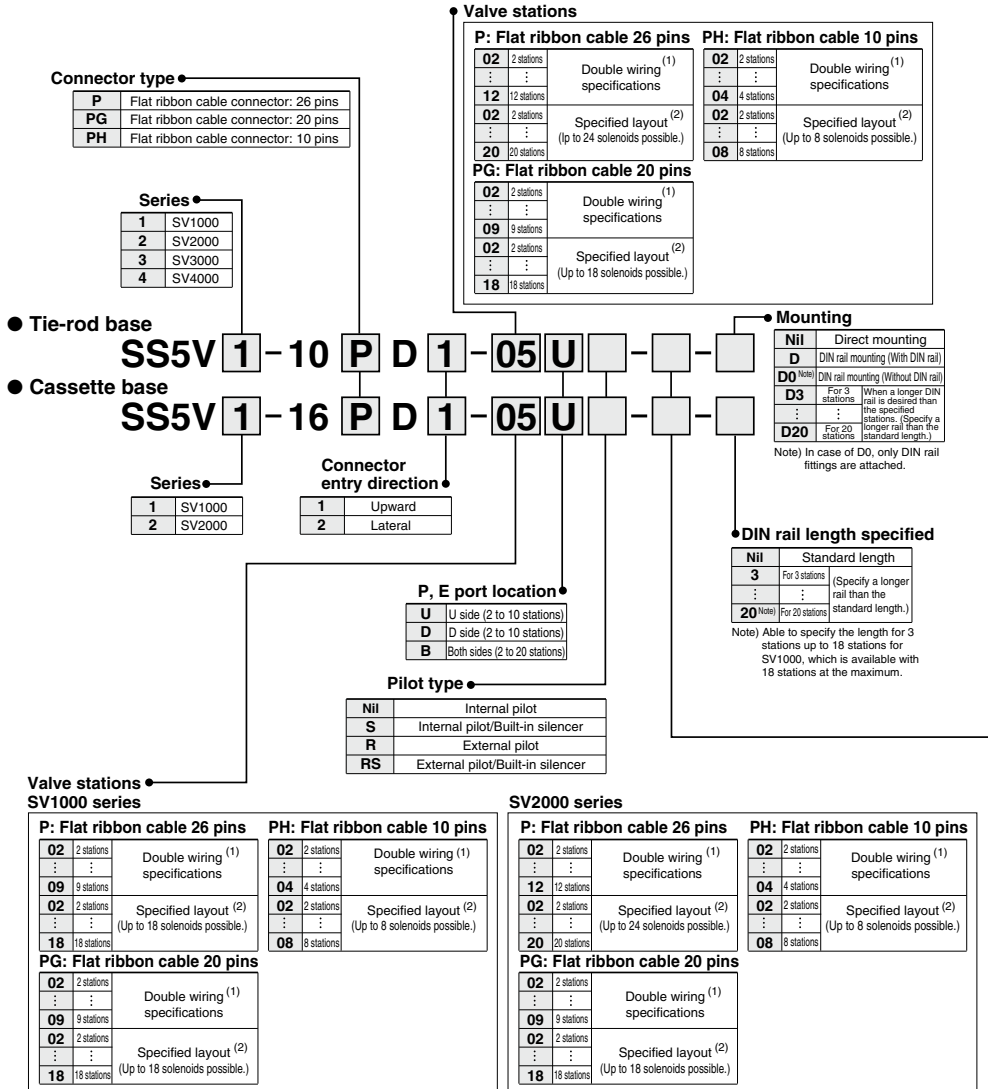 Valve stations
P: Flat ribbon cable 26 pins
02 2 stations Double wiring (1) specifications
⋮ ⋮
12 12 stations
02 2 stations Specified layout (2)
⋮ ⋮ (Ip to 24 solenoids possible.)
20 20 stations
PH: Flat ribbon cable 10 pins
02 2 stations Double wiring (1) specifications
⋮ ⋮
04 4 stations
02 2 stations Specified layout (2)
⋮ ⋮ (Up to 8 solenoids possible.)
08 8 stations
PG: Flat ribbon cable 20 pins
02 2 stations Double wiring (1) specifications
⋮ ⋮
09 9 stations
02 2 stations Specified layout (2)
⋮ ⋮ (Up to 18 solenoids possible.)
18 18 stations
Connector type
P Flat ribbon cable connector: 26 pins
PG Flat ribbon cable connector: 20 pins
PH Flat ribbon cable connector: 10 pins
Series
1 SV1000
2 SV2000
3 SV3000
4 SV4000
● Tie-rod base
SS5V 1 - 10 P D 1 - 05 U - -
● Cassette base
SS5V 1 - 16 P D 1 - 05 U - -
Mounting
Nil Direct mounting
D DIN rail mounting (With DIN rail)
D0 Note) DIN rail mounting (Without DIN rail)
D3 For 3 stations When a longer DIN rail is desired than the specified stations. (Specify a longer rail than the standard length.)
⋮ ⋮
D20 For 20 stations
Note) In case of D0, only DIN rail
fittings are attached.
Series
1 SV1000
2 SV2000
Connector
entry direction
1 Upward
2 Lateral
DIN rail length specified
Nil Standard length
3 For 3 stations (Specify a longer rail than the standard length.)
⋮ ⋮
20 Note) For 20 stations
Note) Able to specify the length for 3
stations up to 18 stations for
SV1000, which is available with
18 stations at the maximum.
P, E port location
U U side (2 to 10 stations)
D D side (2 to 10 stations)
B Both sides (2 to 20 stations)
Pilot type
Nil Internal pilot
S Internal pilot/Built-in silencer
R External pilot
RS External pilot/Built-in silencer
Valve stations
SV1000 series
P: Flat ribbon cable 26 pins
02 2 stations Double wiring (1) specifications
⋮ ⋮
09 9 stations
02 2 stations Specified layout (2)
⋮ ⋮ (Up to 18 solenoids possible.)
18 18 stations
PH: Flat ribbon cable 10 pins
02 2 stations Double wiring (1) specifications
⋮ ⋮
04 4 stations
02 2 stations Specified layout (2)
⋮ ⋮ (Up to 8 solenoids possible.)
08 8 stations
PG: Flat ribbon cable 20 pins
02 2 stations Double wiring (1) specifications
⋮ ⋮
09 9 stations
02 2 stations Specified layout (2)
⋮ ⋮ (Up to 18 solenoids possible.)
18 18 stations
SV2000 series
P: Flat ribbon cable 26 pins
02 2 stations Double wiring (1) specifications
⋮ ⋮
12 12 stations
02 2 stations Specified layout (2)
⋮ ⋮ (Up to 24 solenoids possible.)
20 20 stations
PH: Flat ribbon cable 10 pins
02 2 stations Double wiring (1) specifications
⋮ ⋮
04 4 stations
02 2 stations Specified layout (2)
⋮ ⋮ (Up to 8 solenoids possible.)
08 8 stations
PG: Flat ribbon cable 20 pins
02 2 stations Double wiring (1) specifications
⋮ ⋮
09 9 stations
02 2 stations Specified layout (2)
⋮ ⋮ (Up to 18 solenoids possible.)
18 18 stations